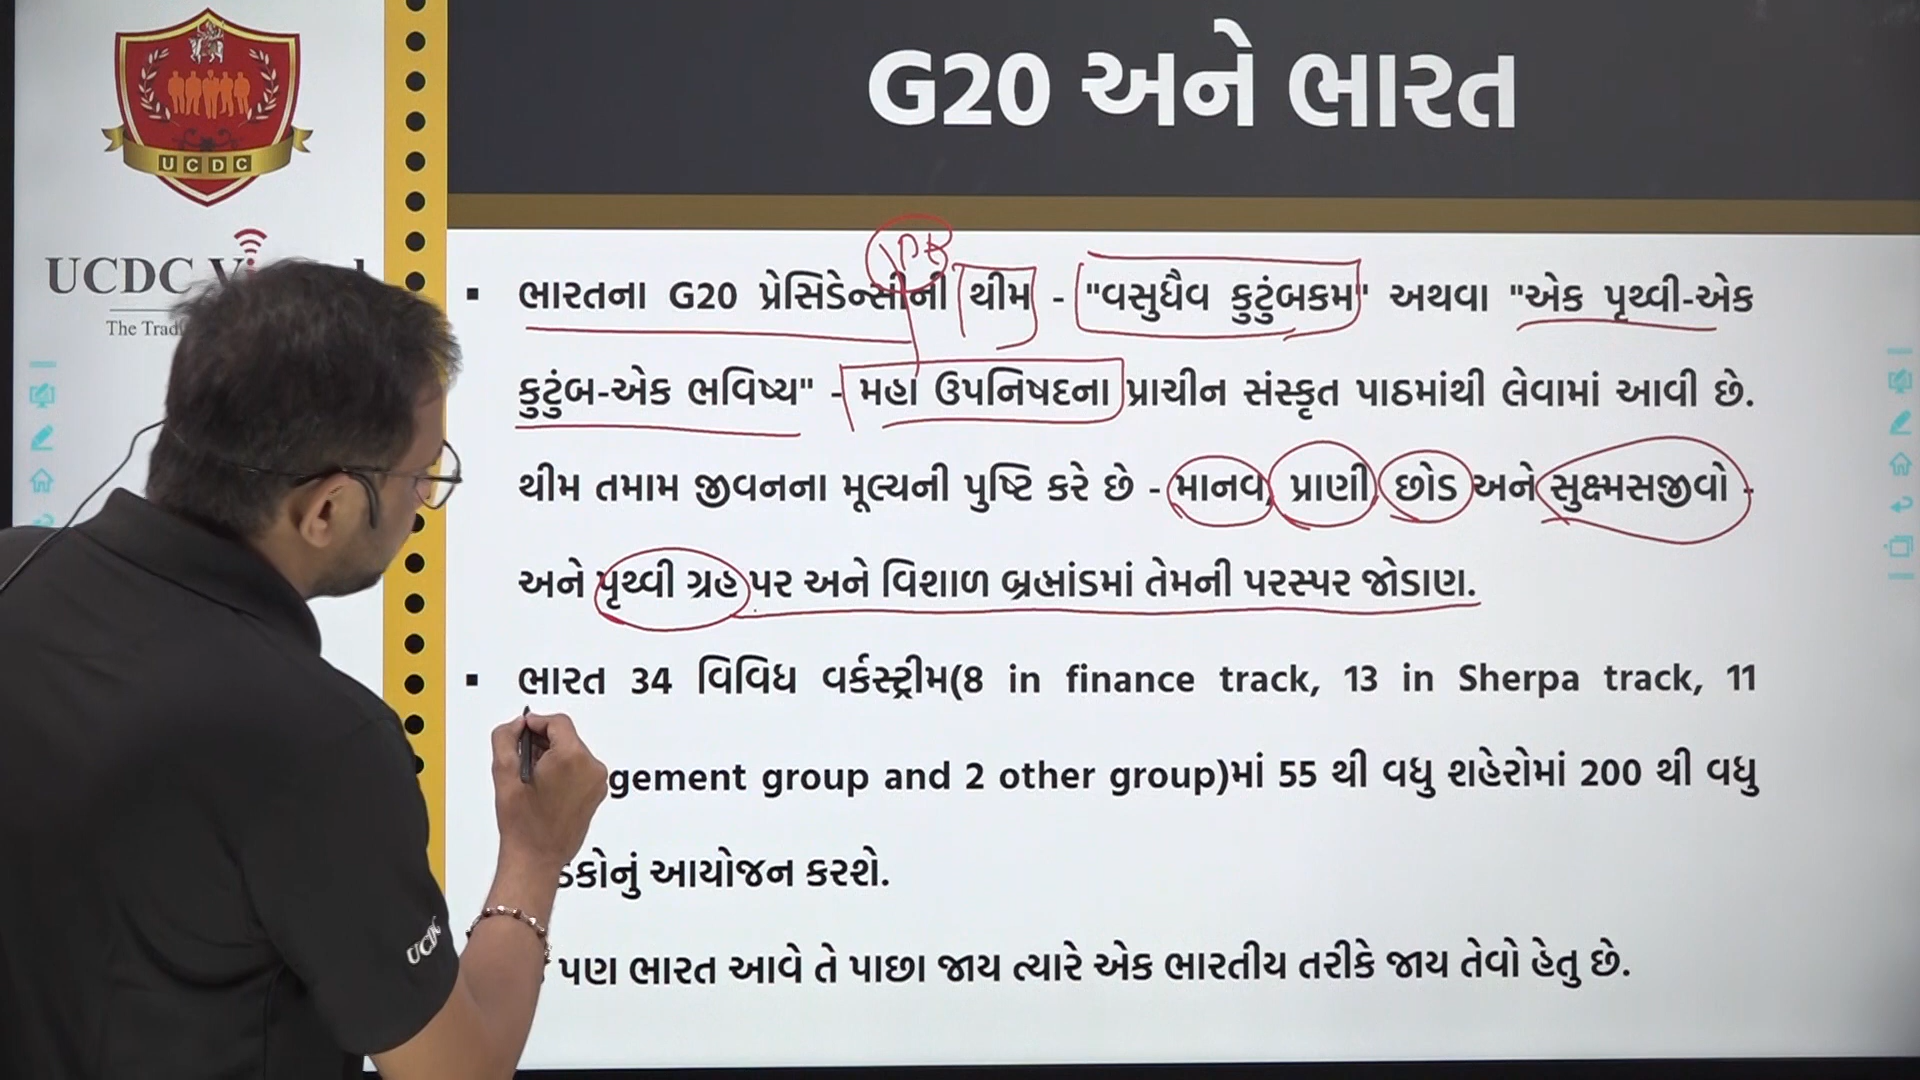 UCDC
UCDC
The Trad
G20 અને ભારત
ભારતના G20 પ્રેસિડેન્સીની થીમ - "વસુધૈવ કુટુંબકમ" અથવા "એક પૃથ્વી-એક
કુટુંબ-એક ભવિષ્ય" - મહા ઉપનિષદના પ્રાચીન સંસ્કૃત પાઠમાંથી લેવામાં આવી છે.
થીમ તમામ જીવનના મૂલ્યની પુષ્ટિ કરે છે - માનવ, પ્રાણી, છોડ અને સુક્ષ્મસજીવો -
અને પૃથ્વી ગ્રહ પર અને વિશાળ બ્રહ્માંડમાં તેમની પરસ્પર જોડાણ.
ભારત 34 વિવિધ વર્કસ્ટ્રીમ(8 in finance track, 13 in Sherpa track, 11
gement group and 2 other group)માં 55 થી વધુ શહેરોમાં 200 થી વધુ
ડકોનું આયોજન કરશે.
પણ ભારત આવે તે પાછા જાય ત્યારે એક ભારતીય તરીકે જાય તેવો હેતુ છે.
UCDC